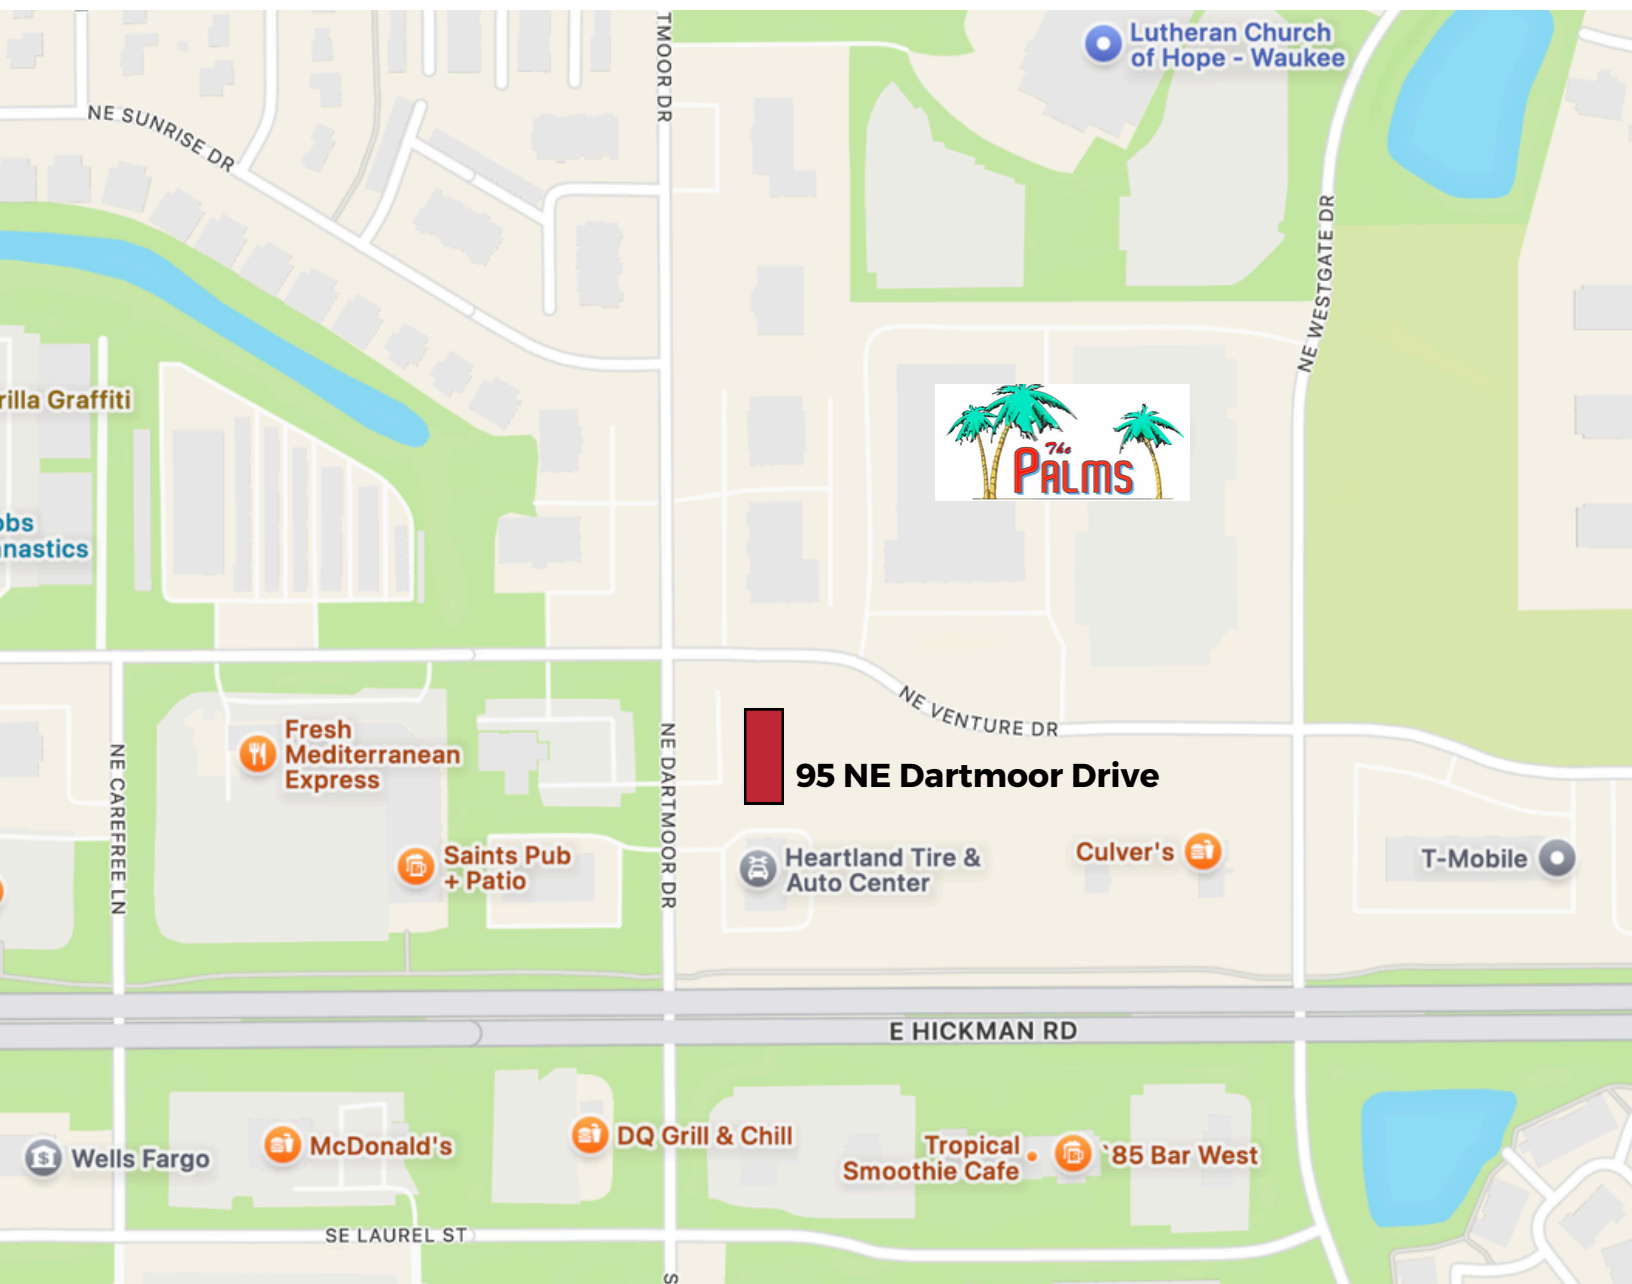 TMOOR DR
Lutheran Church
of Hope - Waukee
NE SUNRISE DR
NE WESTGATE DR
rilla Graffiti
The
PALMS
obs
nastics
NE VENTURE DR
Fresh
Mediterranean
Express
NE CAREFREE LN
NE DARTMOOR DR
95 NE Dartmoor Drive
Saints Pub
+ Patio
Heartland Tire &
Auto Center
Culver's
T-Mobile
E HICKMAN RD
Wells Fargo
McDonald's
DQ Grill & Chill
Tropical
Smoothie Cafe
`85 Bar West
SE LAUREL ST
S